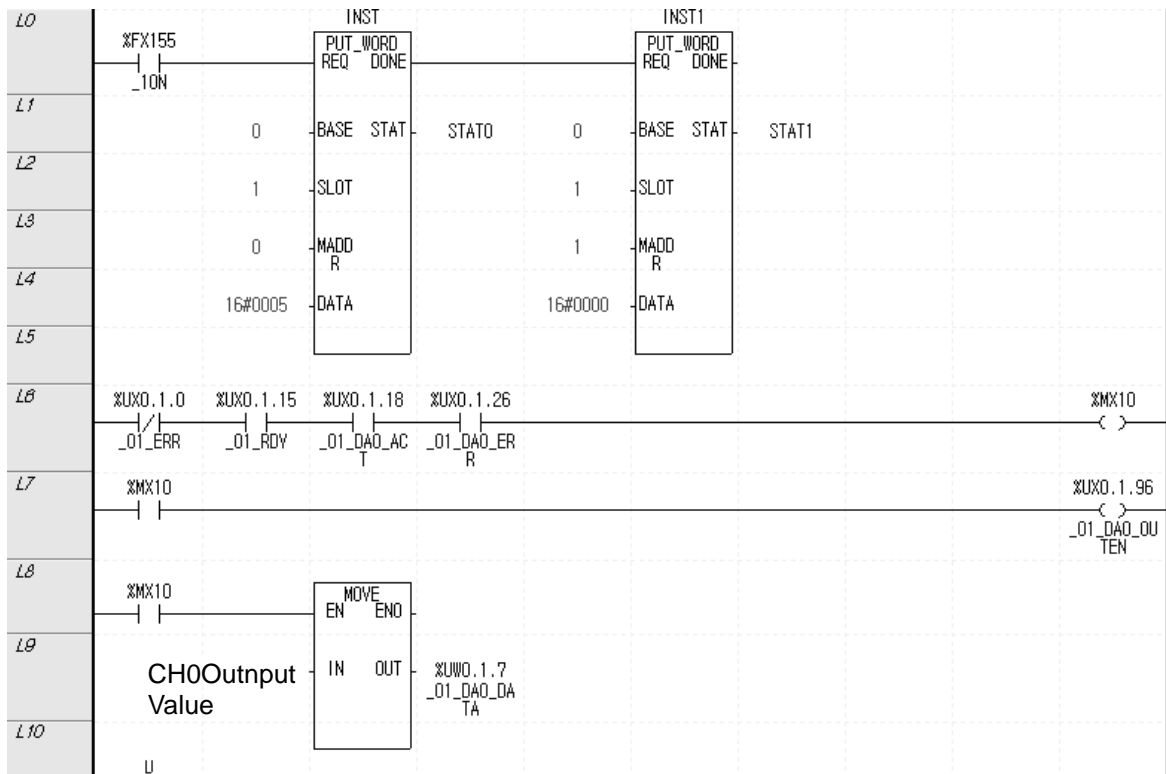 L0
INST INST1
%FX155 PUT_WORD PUT_WORD
REQ DONE REQ DONE
_1ON
L1
0 BASE STAT STAT0 0 BASE STAT STAT1
L2
1 SLOT 1 SLOT
L3
0 MADD 1 MADD
R R
L4
16#0005 DATA 16#0000 DATA
L5
L6
%UX0.1.0 %UX0.1.15 %UX0.1.18 %UX0.1.26 %MX10
_01_ERR _01_RDY _01_DA0_AC _01_DA0_ER
T R
L7
%MX10 %UX0.1.96
_01_DA0_OU
TEN
L8
%MX10 MOVE
EN ENO
L9
CH0Outnput IN OUT %UW0.1.7
Value _01_DA0_DA
TA
L10